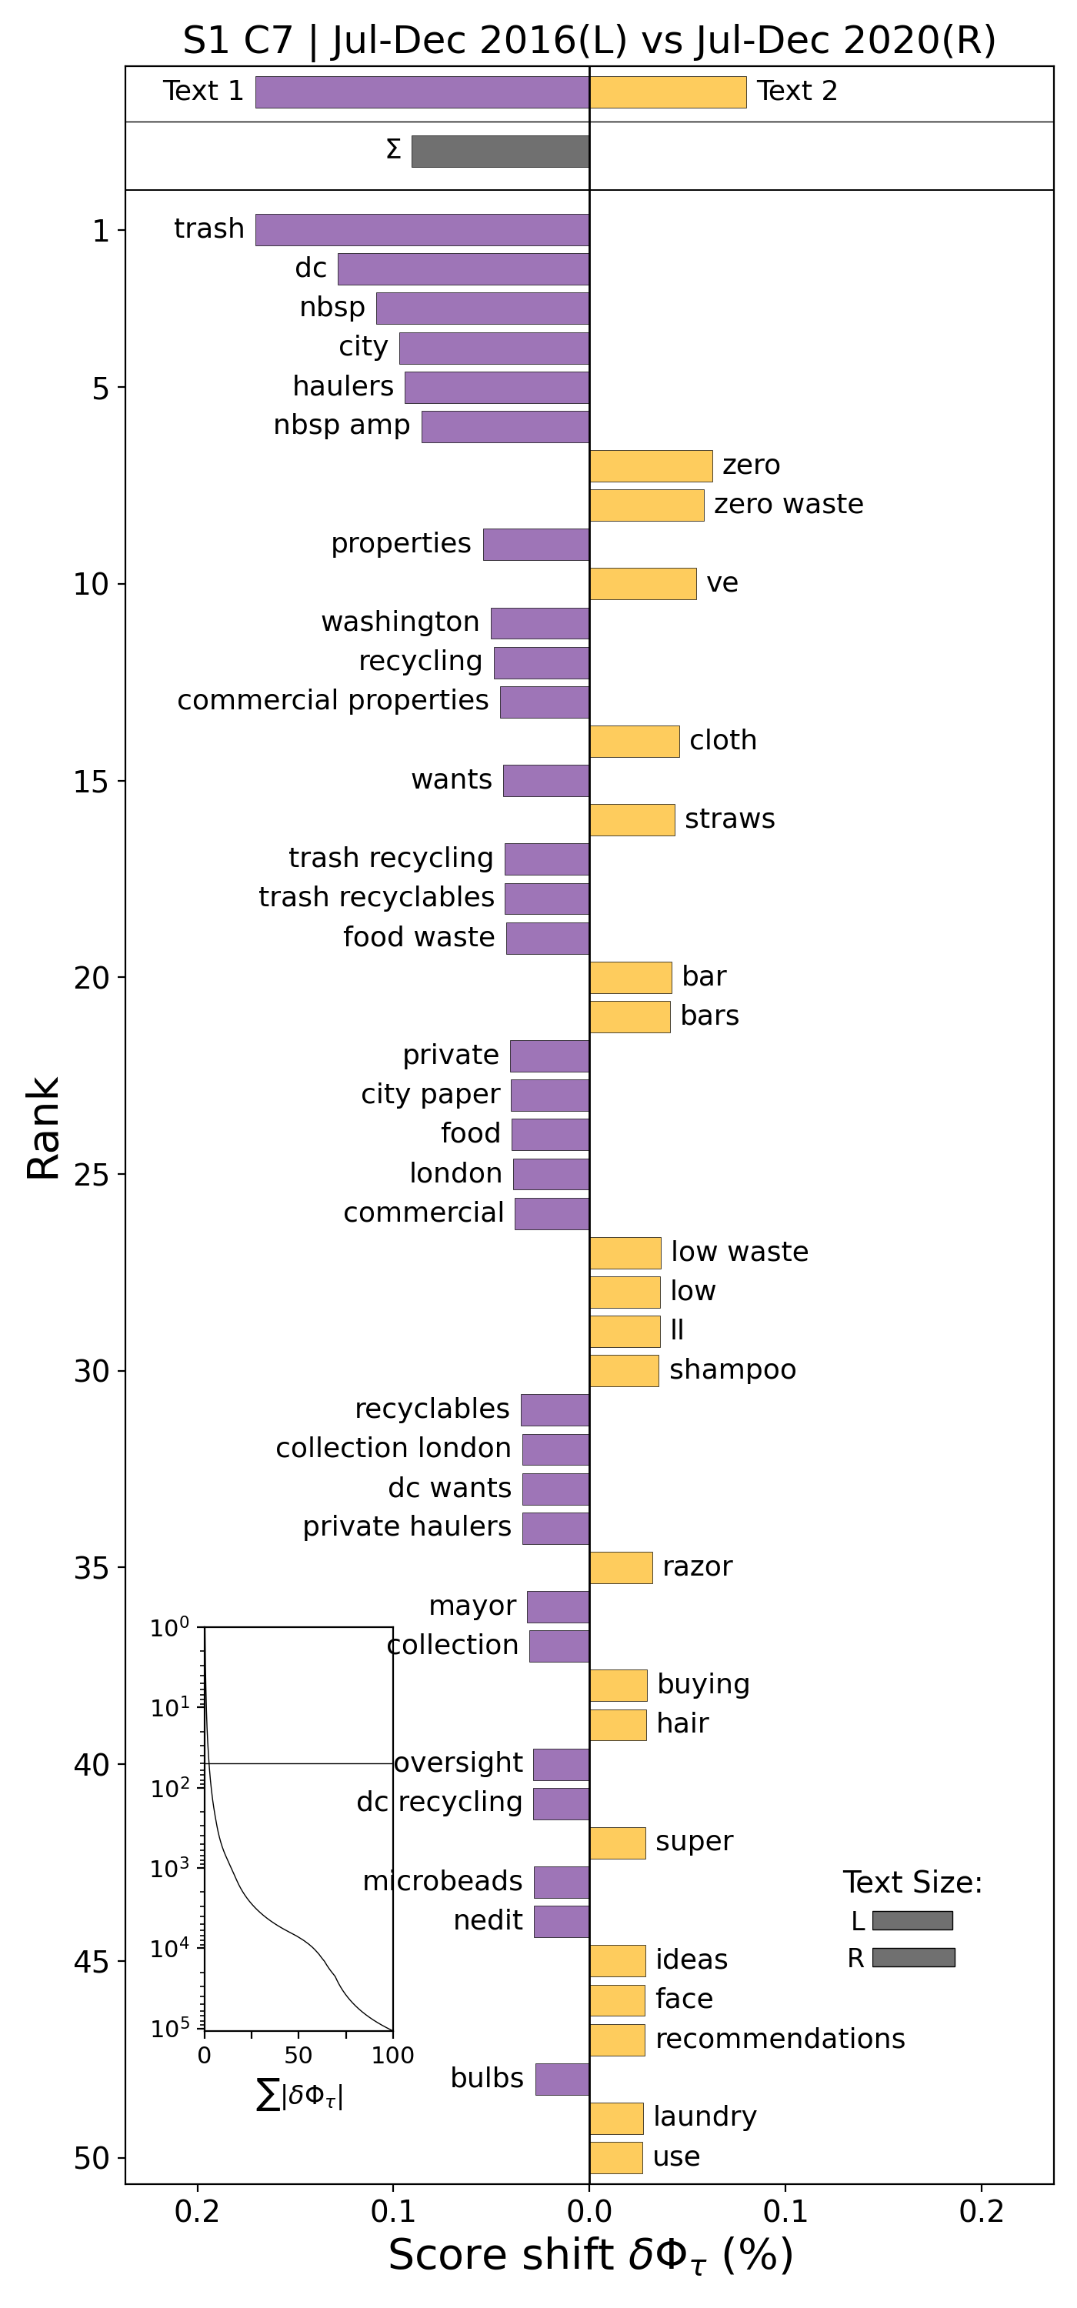 S1 C7 | Jul-Dec 2016(L) vs Jul-Dec 2020(R)
Text 1
Text 2
Σ
1
trash
dc
nbsp
city
5
haulers
nbsp amp
zero
zero waste
properties
10
ve
washington
recycling
commercial properties
cloth
15
wants
straws
trash recycling
trash recyclables
food waste
20
bar
bars
private
city paper
food
25
london
commercial
low waste
low
ll
30
shampoo
recyclables
collection london
dc wants
private haulers
35
razor
mayor
collection
buying
hair
40
oversight
dc recycling
super
microbeads
nedit
45
ideas
face
recommendations
bulbs
laundry
50
use
Rank
10⁰
10¹
10²
10³
10⁴
10⁵
0 50 100
∑|δΦ_τ|
Text Size:
L
R
0.2 0.1 0.0 0.1 0.2
Score shift δΦ_τ (%)